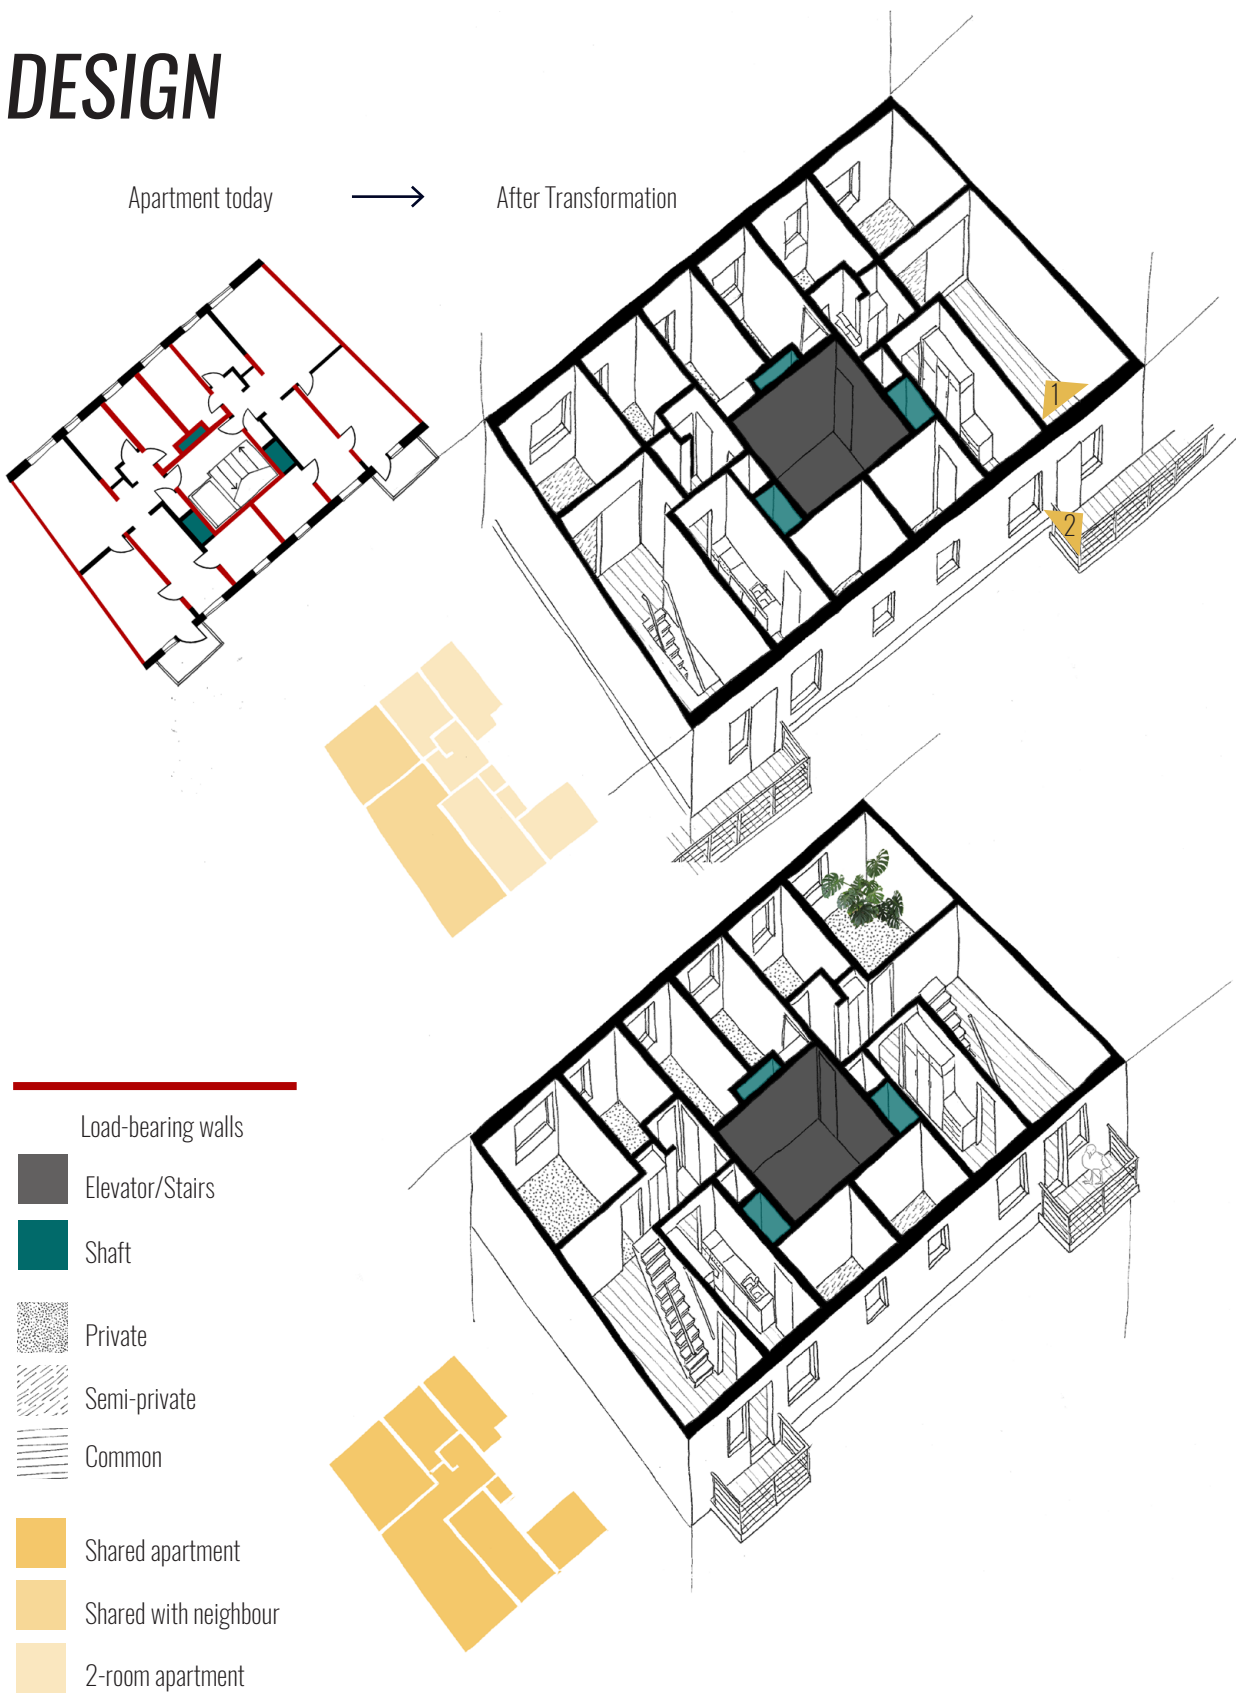 DESIGN
Apartment today
After Transformation
1
2
Load-bearing walls
Elevator/Stairs
Shaft
Private
Semi-private
Common
Shared apartment
Shared with neighbour
2-room apartment